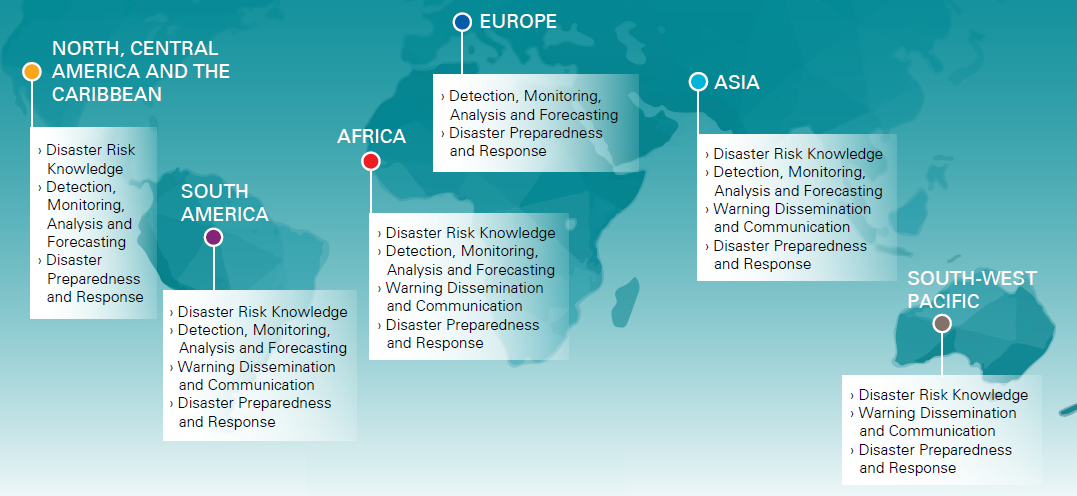 NORTH, CENTRAL
AMERICA AND THE
CARIBBEAN
› Disaster Risk
Knowledge
› Detection,
Monitoring,
Analysis and
Forecasting
› Disaster
Preparedness
and Response
SOUTH
AMERICA
› Disaster Risk Knowledge
› Detection, Monitoring,
Analysis and Forecasting
› Warning Dissemination
and Communication
› Disaster Preparedness
and Response
AFRICA
› Disaster Risk Knowledge
› Detection, Monitoring,
Analysis and Forecasting
› Warning Dissemination
and Communication
› Disaster Preparedness
and Response
EUROPE
› Detection, Monitoring,
Analysis and Forecasting
› Disaster Preparedness
and Response
ASIA
› Disaster Risk Knowledge
› Detection, Monitoring,
Analysis and Forecasting
› Warning Dissemination
and Communication
› Disaster Preparedness
and Response
SOUTH-WEST
PACIFIC
› Disaster Risk Knowledge
› Warning Dissemination
and Communication
› Disaster Preparedness
and Response